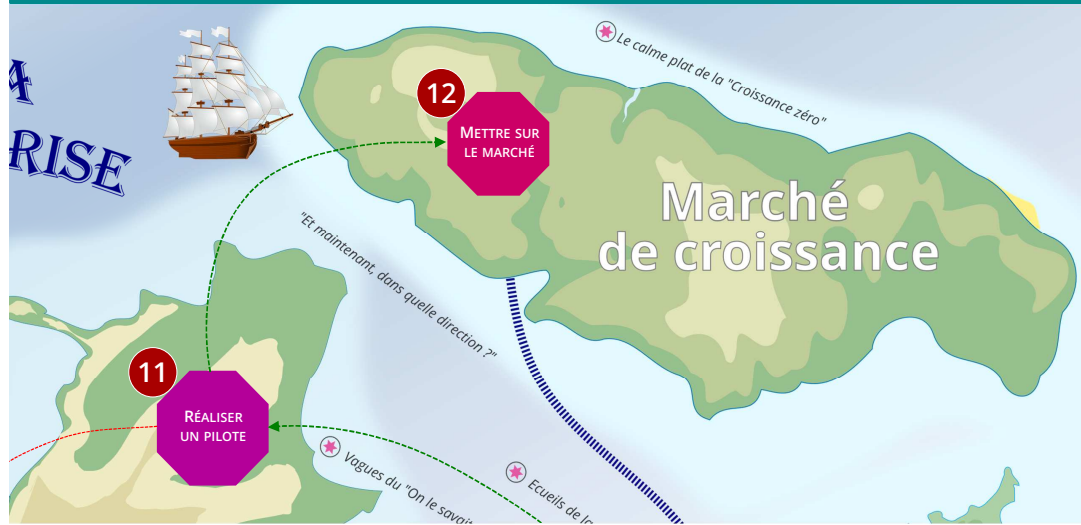 Le calme plat de la "Croissance zéro"
RISE
12
METTRE SUR
LE MARCHÉ
Marché
de croissance
"Et maintenant, dans quelle direction ?"
11
RÉALISER
UN PILOTE
Vagues du "On le savait
Ecueils de la